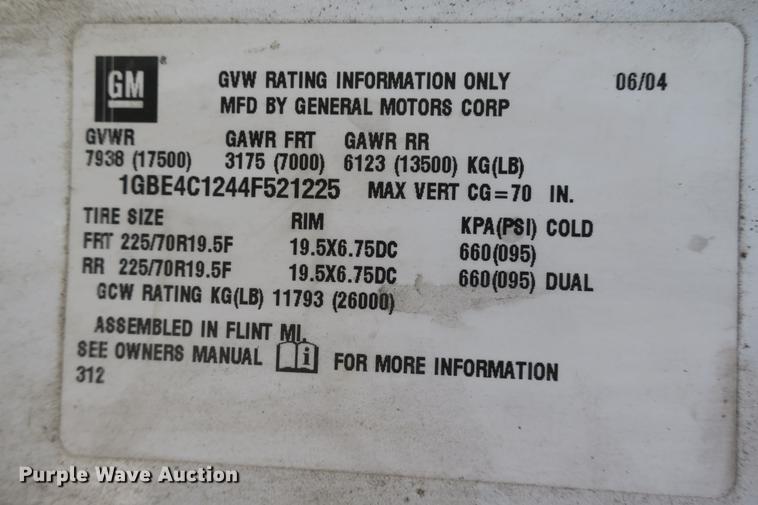 GM ®
GVW RATING INFORMATION ONLY 06/04
MFD BY GENERAL MOTORS CORP
GVWR GAWR FRT GAWR RR
7938 (17500) 3175 (7000) 6123 (13500) KG(LB)
1GBE4C1244F521225 MAX VERT CG=70 IN.
TIRE SIZE RIM KPA(PSI) COLD
FRT 225/70R19.5F 19.5X6.75DC 660(095)
RR 225/70R19.5F 19.5X6.75DC 660(095) DUAL
GCW RATING KG(LB) 11793 (26000)
ASSEMBLED IN FLINT MI.
SEE OWNERS MANUAL i FOR MORE INFORMATION
312
Purple Wave Auction